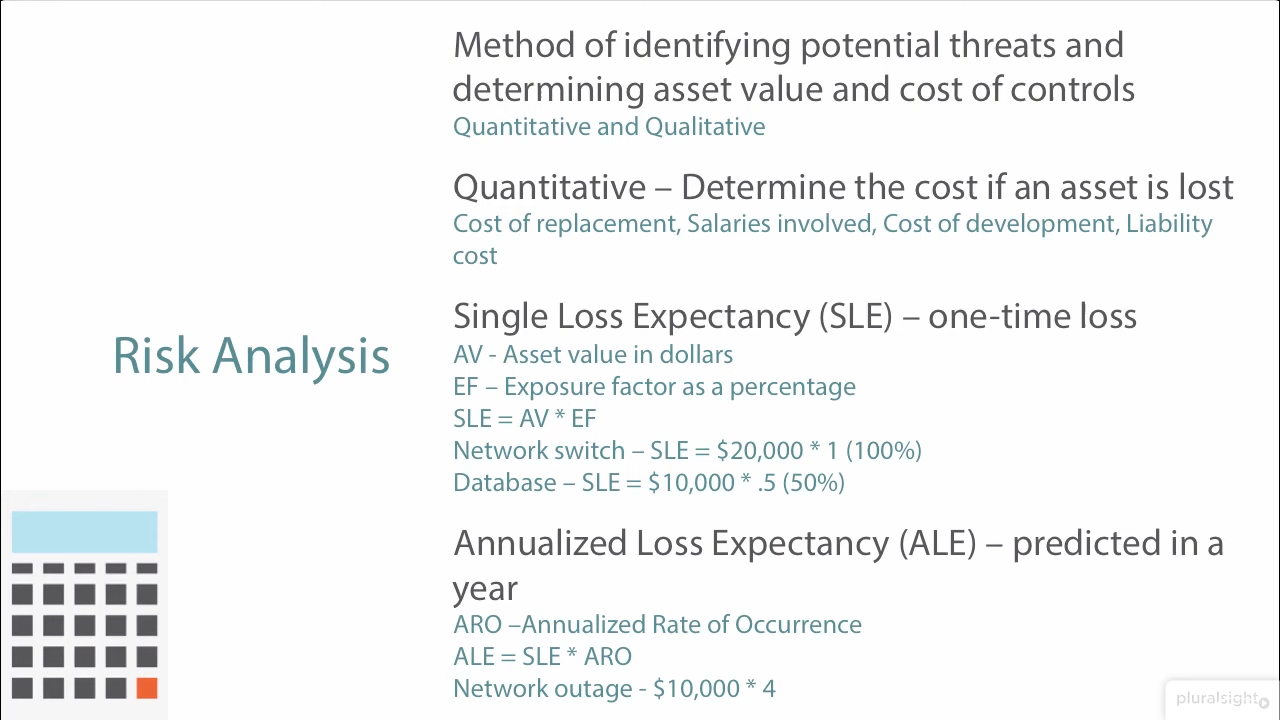 Method of identifying potential threats and
determining asset value and cost of controls
Quantitative and Qualitative
Quantitative – Determine the cost if an asset is lost
Cost of replacement, Salaries involved, Cost of development, Liability
cost
Single Loss Expectancy (SLE) – one-time loss
Risk Analysis
AV - Asset value in dollars
EF – Exposure factor as a percentage
SLE = AV * EF
Network switch – SLE = $20,000 * 1 (100%)
Database – SLE = $10,000 * .5 (50%)
Annualized Loss Expectancy (ALE) – predicted in a
year
ARO –Annualized Rate of Occurrence
ALE = SLE * ARO
Network outage - $10,000 * 4
pluralsight